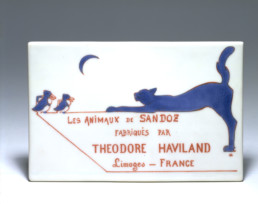 LES ANIMAUX DE SANDOZ
FABRIQUÉS PAR
THEODORE HAVILAND
Limoges - FRANCE